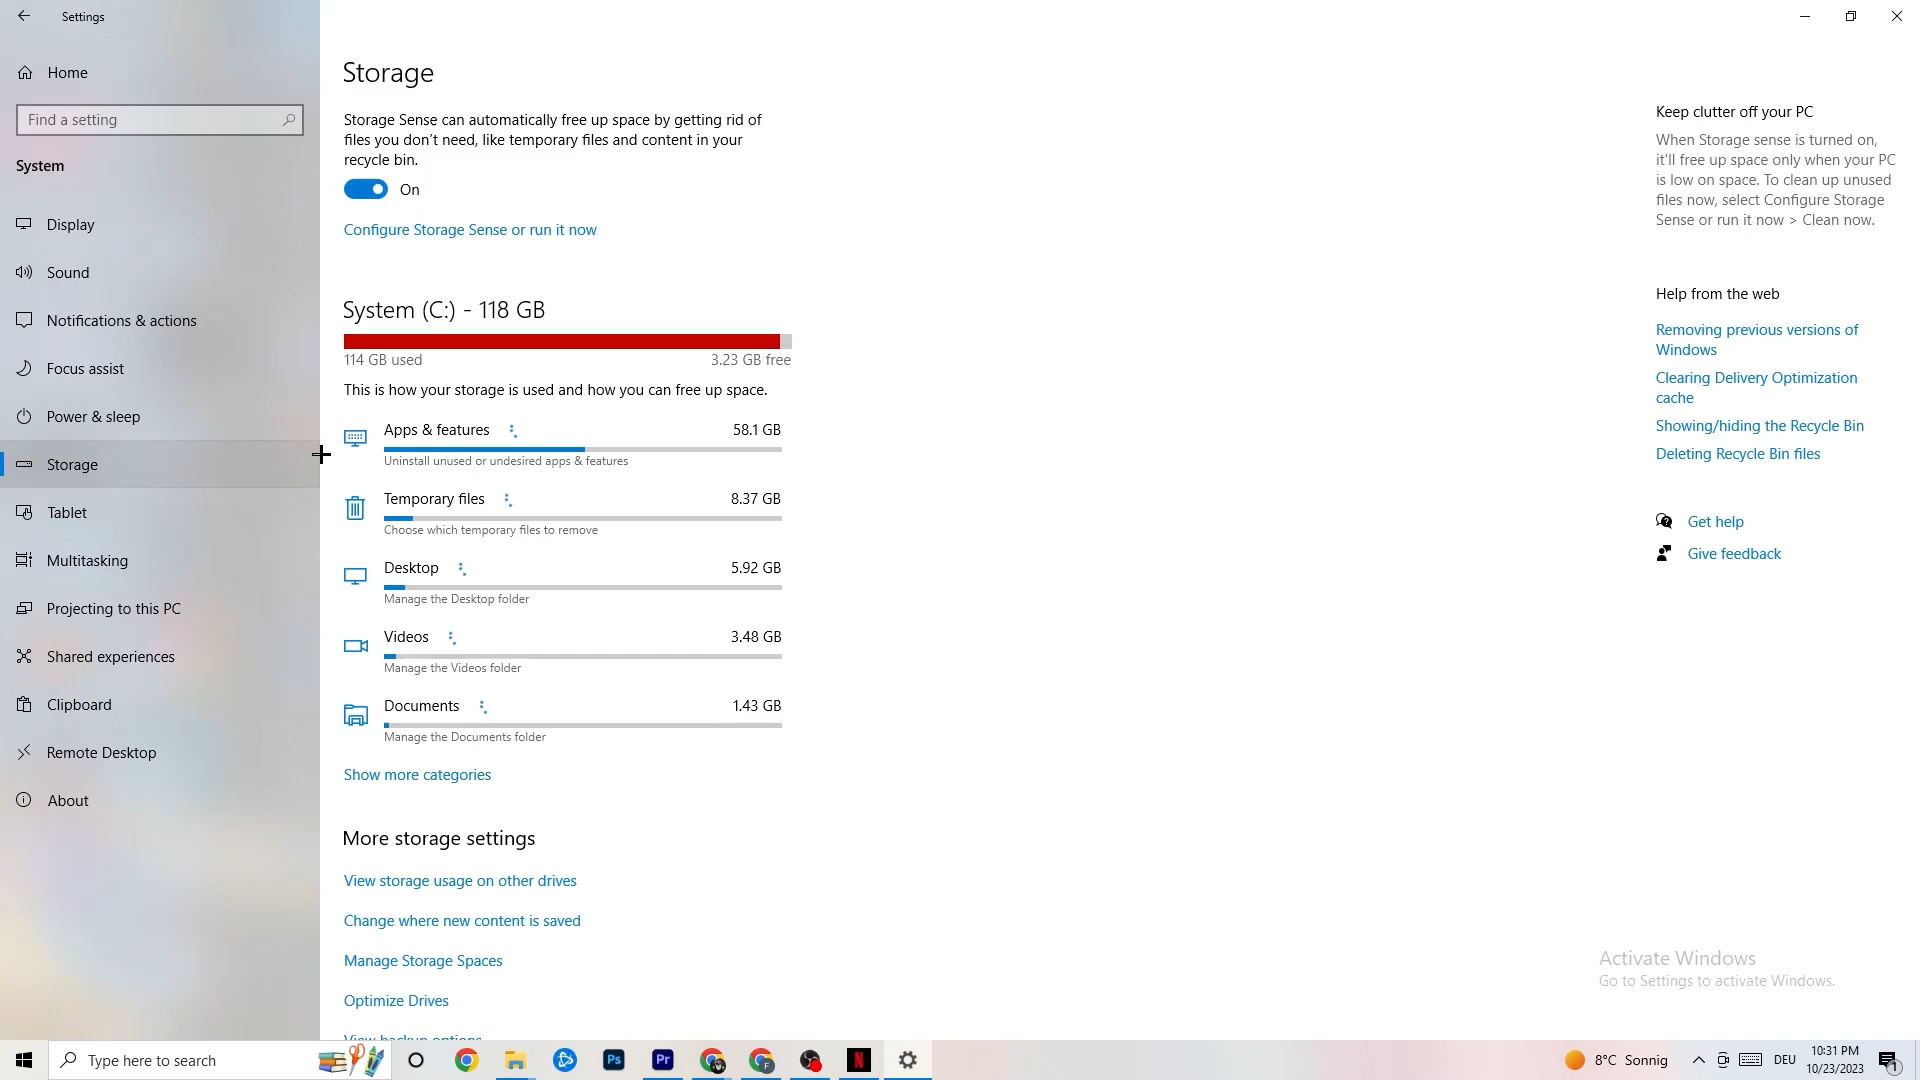 Settings
Home
Find a setting
System
Display
Sound
Notifications & actions
Focus assist
Power & sleep
Storage
Tablet
Multitasking
Projecting to this PC
Shared experiences
Clipboard
Remote Desktop
About
Storage
Storage Sense can automatically free up space by getting rid of
files you don’t need, like temporary files and content in your
recycle bin.
On
Configure Storage Sense or run it now
System (C:) - 118 GB
114 GB used 3.23 GB free
This is how your storage is used and how you can free up space.
Apps & features 58.1 GB
Uninstall unused or undesired apps & features
Temporary files 8.37 GB
Choose which temporary files to remove
Desktop 5.92 GB
Manage the Desktop folder
Videos 3.48 GB
Manage the Videos folder
Documents 1.43 GB
Manage the Documents folder
Show more categories
More storage settings
View storage usage on other drives
Change where new content is saved
Manage Storage Spaces
Optimize Drives
View backup options
Keep clutter off your PC
When Storage sense is turned on,
it'll free up space only when your PC
is low on space. To clean up unused
files now, select Configure Storage
Sense or run it now > Clean now.
Help from the web
Removing previous versions of
Windows
Clearing Delivery Optimization
cache
Showing/hiding the Recycle Bin
Deleting Recycle Bin files
Get help
Give feedback
Activate Windows
Go to Settings to activate Windows.
Type here to search
Ps
Pr
F
N
8°C Sonnig
DEU
10:31 PM
10/23/2023
1